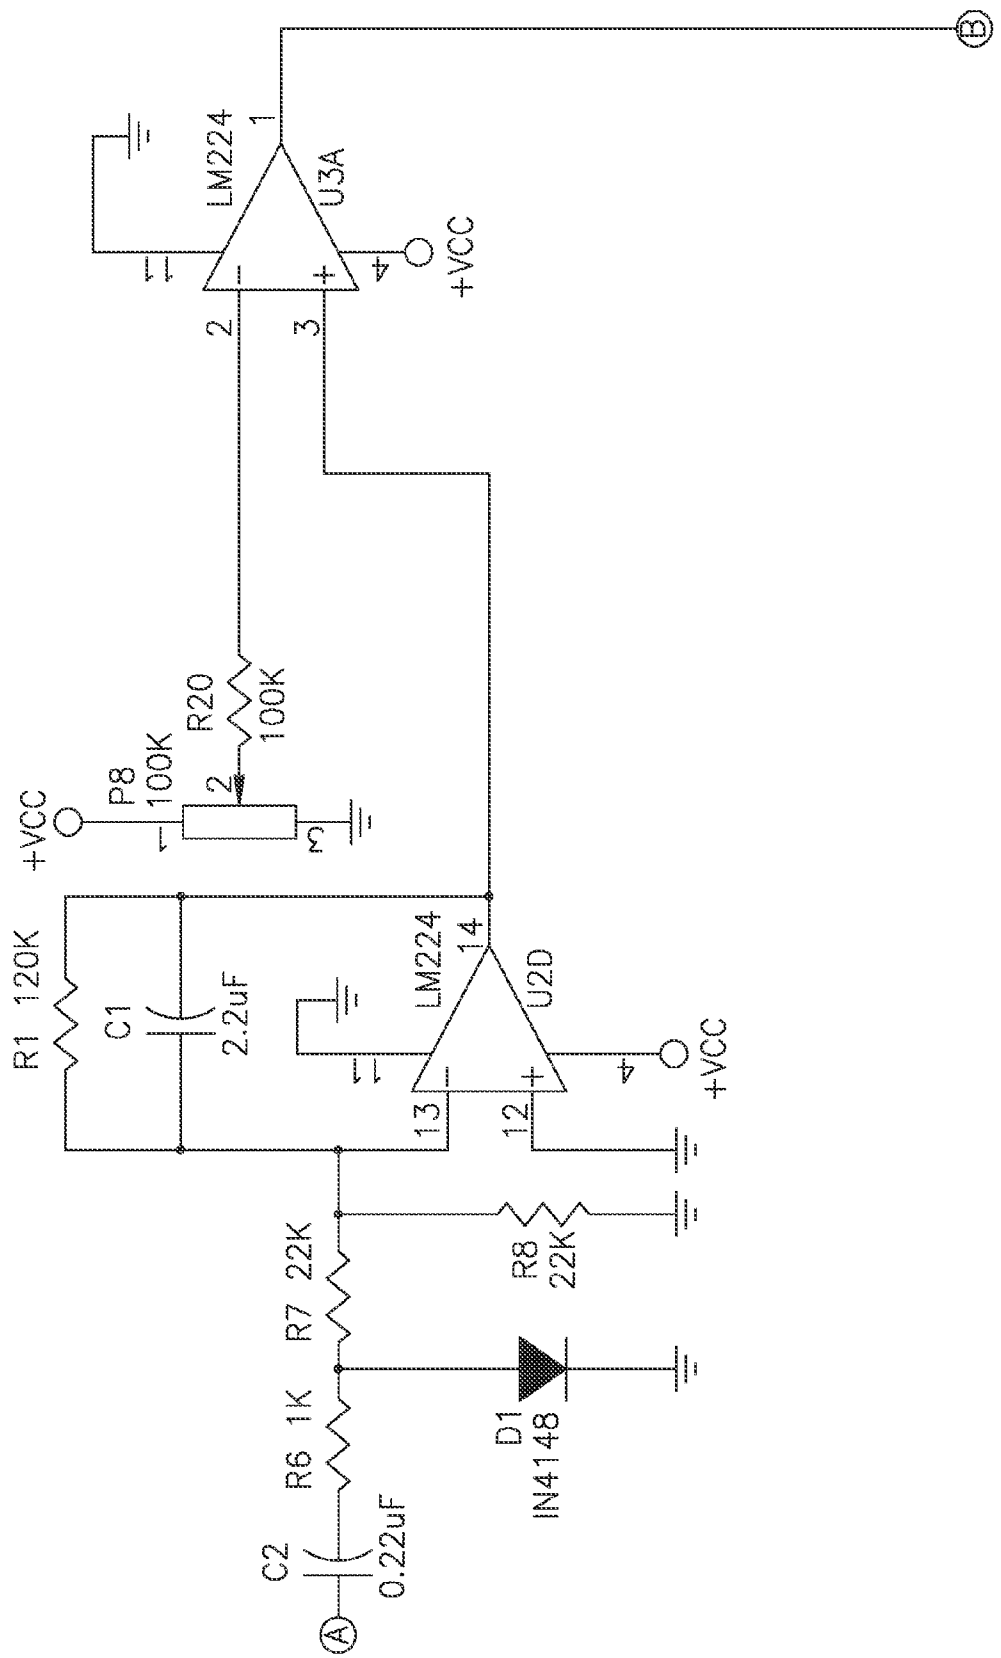 A
C2
0.22uF
R6 1K
D1
IN4148
R7 22K
R8
22K
R1 120K
C1
2.2uF
13
12
11
4
+VCC
LM224
14
U2D
+VCC
P8
100K
1
2
3
R20
100K
2
3
11
4
+VCC
LM224
1
U3A
B